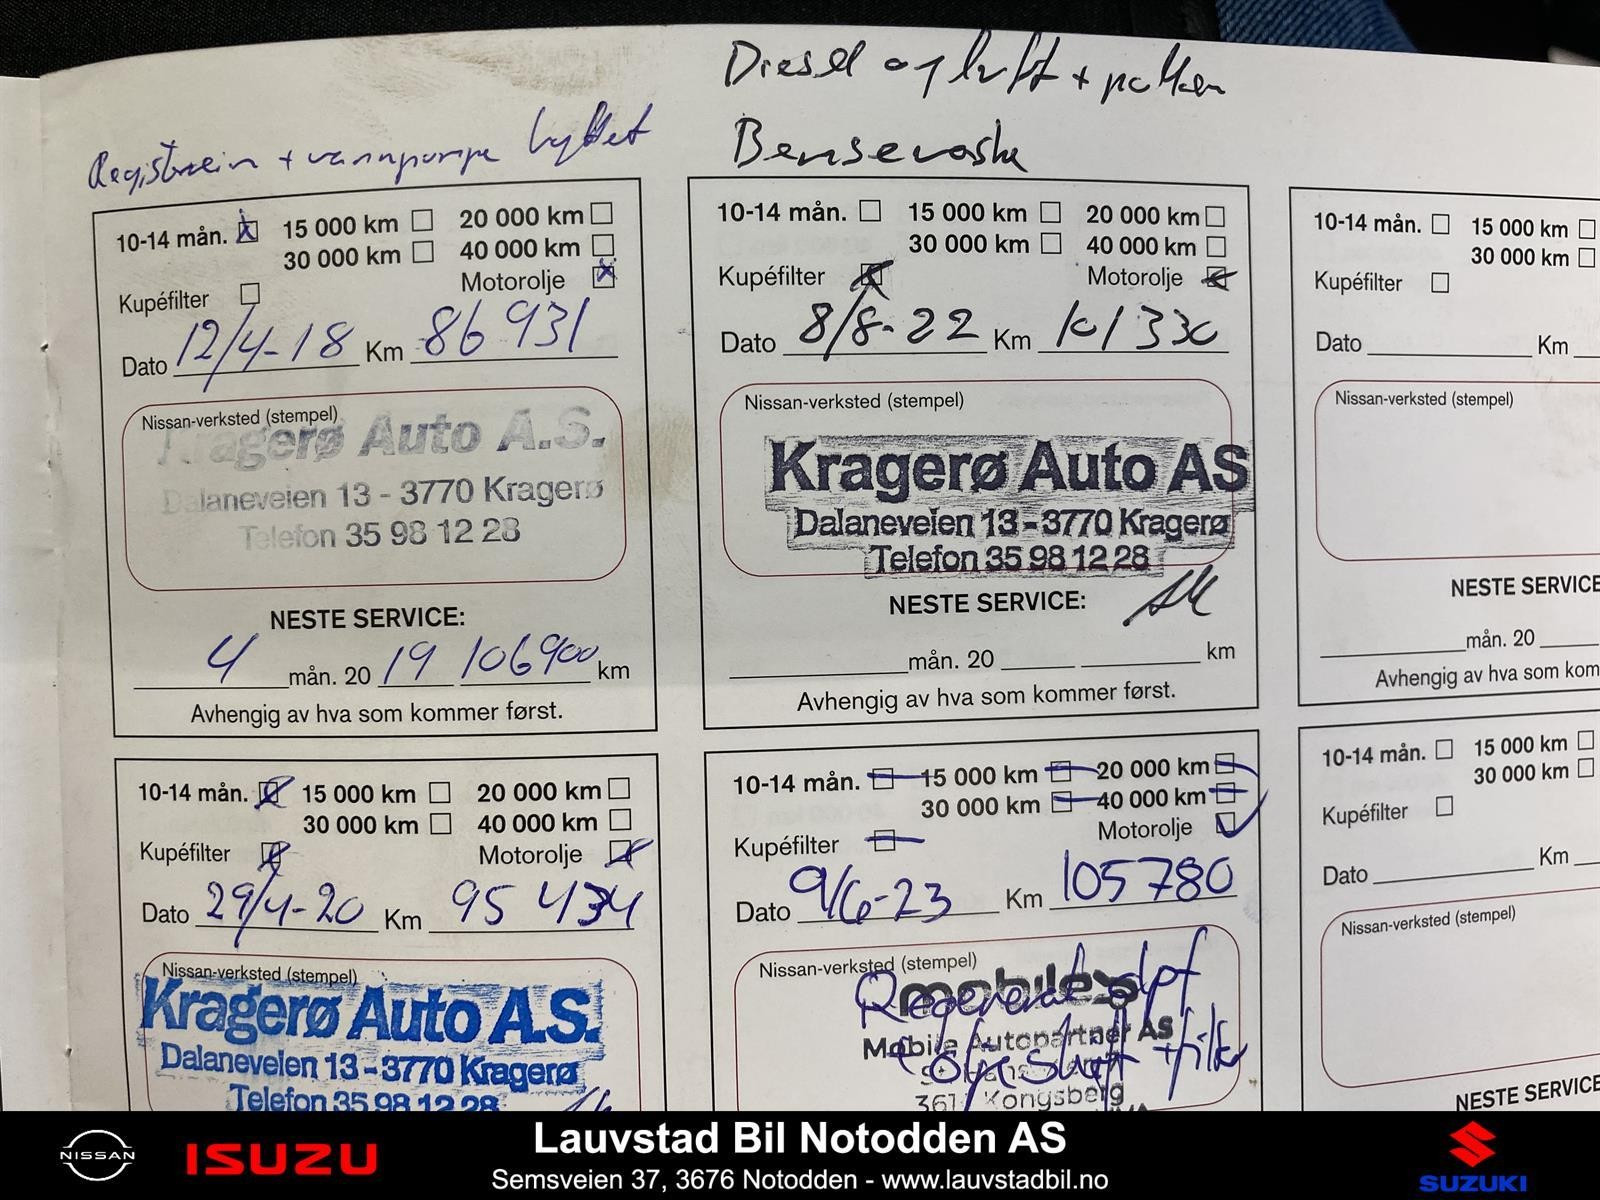 Diesel og luft + pollen
Registerreim + vannpumpe byttet
Bremsevæske
10-14 mån. 15 000 km 20 000 km
30 000 km 40 000 km
Kupéfilter Motorolje
Dato 12/4-18 Km 86 931
Nissan-verksted (stempel)
Kragerø Auto A.S.
Dalaneveien 13 - 3770 Kragerø
Telefon 35 98 12 28
NESTE SERVICE:
4 mån. 20 19 106900 km
Avhengig av hva som kommer først.
10-14 mån. 15 000 km 20 000 km
30 000 km 40 000 km
Kupéfilter Motorolje
Dato 8/8-22 Km 101330
Nissan-verksted (stempel)
Kragerø Auto AS
Dalaneveien 13 - 3770 Kragerø
Telefon 35 98 12 28
NESTE SERVICE:
mån. 20 km
Avhengig av hva som kommer først.
10-14 mån. 15 000 km
30 000 km
Kupéfilter
Dato Km
Nissan-verksted (stempel)
NESTE SERVICE
mån. 20
Avhengig av hva som kom
10-14 mån. 15 000 km 20 000 km
30 000 km 40 000 km
Kupéfilter Motorolje
Dato 29/4-20 Km 95 434
Nissan-verksted (stempel)
Kragerø Auto A.S.
Dalaneveien 13 - 3770 Kragerø
Telefon 35 98 12 28
10-14 mån. 15 000 km 20 000 km
30 000 km 40 000 km
Kupéfilter Motorolje
Dato 9/6-23 Km 105780
Nissan-verksted (stempel)
mobile
Regenerert dpf
Mobile Autopartner AS
+ oljeskift + filter
Kongsberg
10-14 mån. 15 000 km
30 000 km
Kupéfilter
Dato Km
Nissan-verksted (stempel)
NESTE SERVICE
NISSAN
ISUZU
Lauvstad Bil Notodden AS
Semsveien 37, 3676 Notodden - www.lauvstadbil.no
SUZUKI